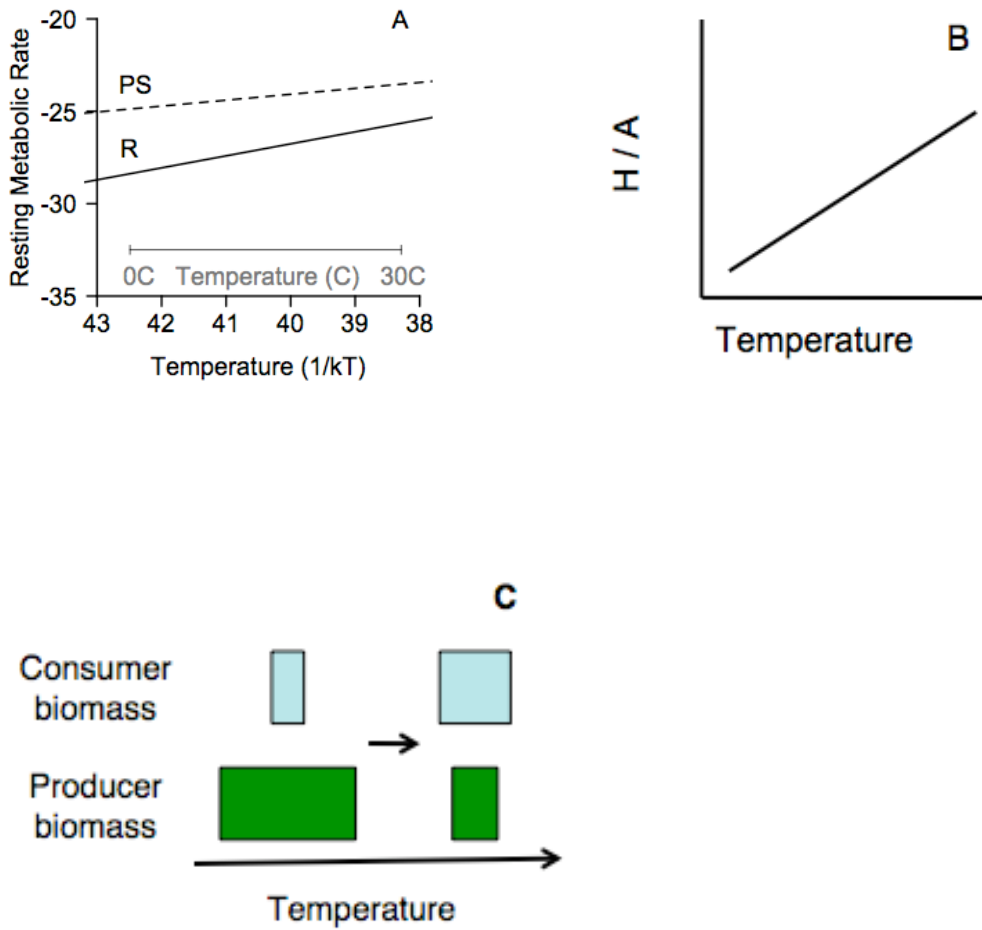 A
Resting Metabolic Rate
-20
-25
-30
-35
PS
R
0C Temperature (C) 30C
43 42 41 40 39 38
Temperature (1/kT)
B
H / A
Temperature
C
Consumer
biomass
Producer
biomass
Temperature